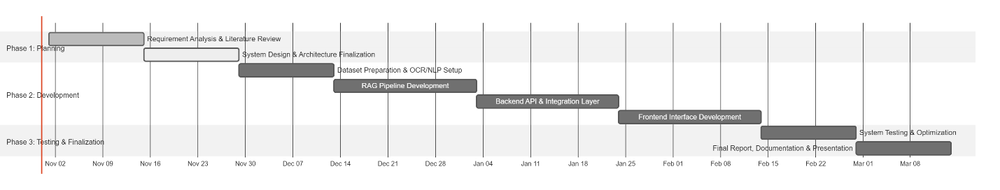 Requirement Analysis & Literature Review
Phase 1: Planning
System Design & Architecture Finalization
Dataset Preparation & OCR/NLP Setup
RAG Pipeline Development
Phase 2: Development
Backend API & Integration Layer
Frontend Interface Development
System Testing & Optimization
Phase 3: Testing & Finalization
Final Report, Documentation & Presentation
Nov 02 Nov 09 Nov 16 Nov 23 Nov 30 Dec 07 Dec 14 Dec 21 Dec 28 Jan 04 Jan 11 Jan 18 Jan 25 Feb 01 Feb 08 Feb 15 Feb 22 Mar 01 Mar 08